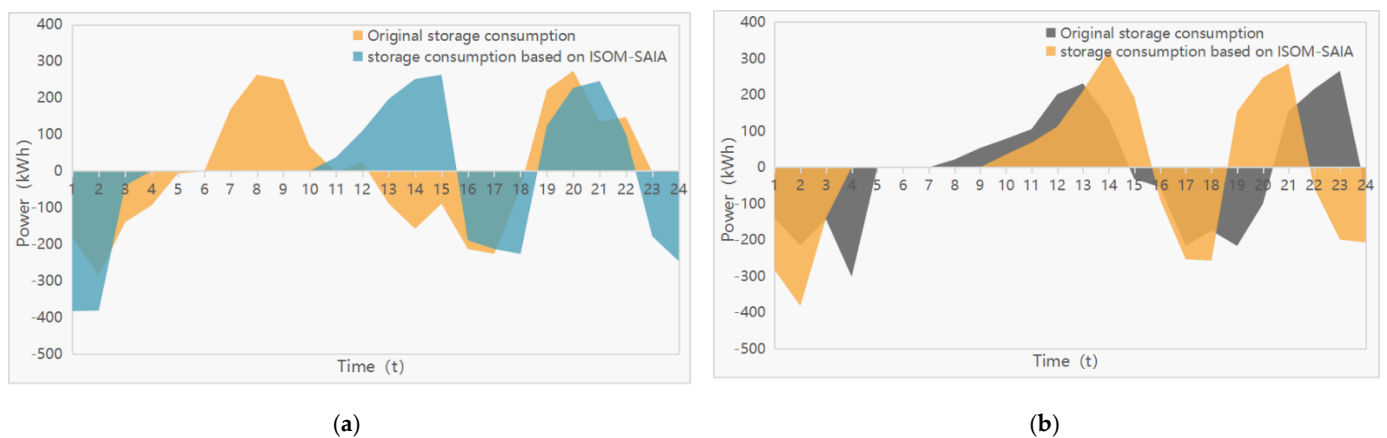 400
300
200
100
0
-100
-200
-300
-400
-500
Power (kWh)
Original storage consumption
storage consumption based on ISOM-SAIA
1 2 3 4 5 6 7 8 9 10 11 12 13 14 15 16 17 18 19 20 21 22 23 24
Time (t)
(a)
400
300
200
100
0
-100
-200
-300
-400
-500
Power (kWh)
Original storage consumption
storage consumption based on ISOM-SAIA
1 2 3 4 5 6 7 8 9 10 11 12 13 14 15 16 17 18 19 20 21 22 23 24
Time (t)
(b)